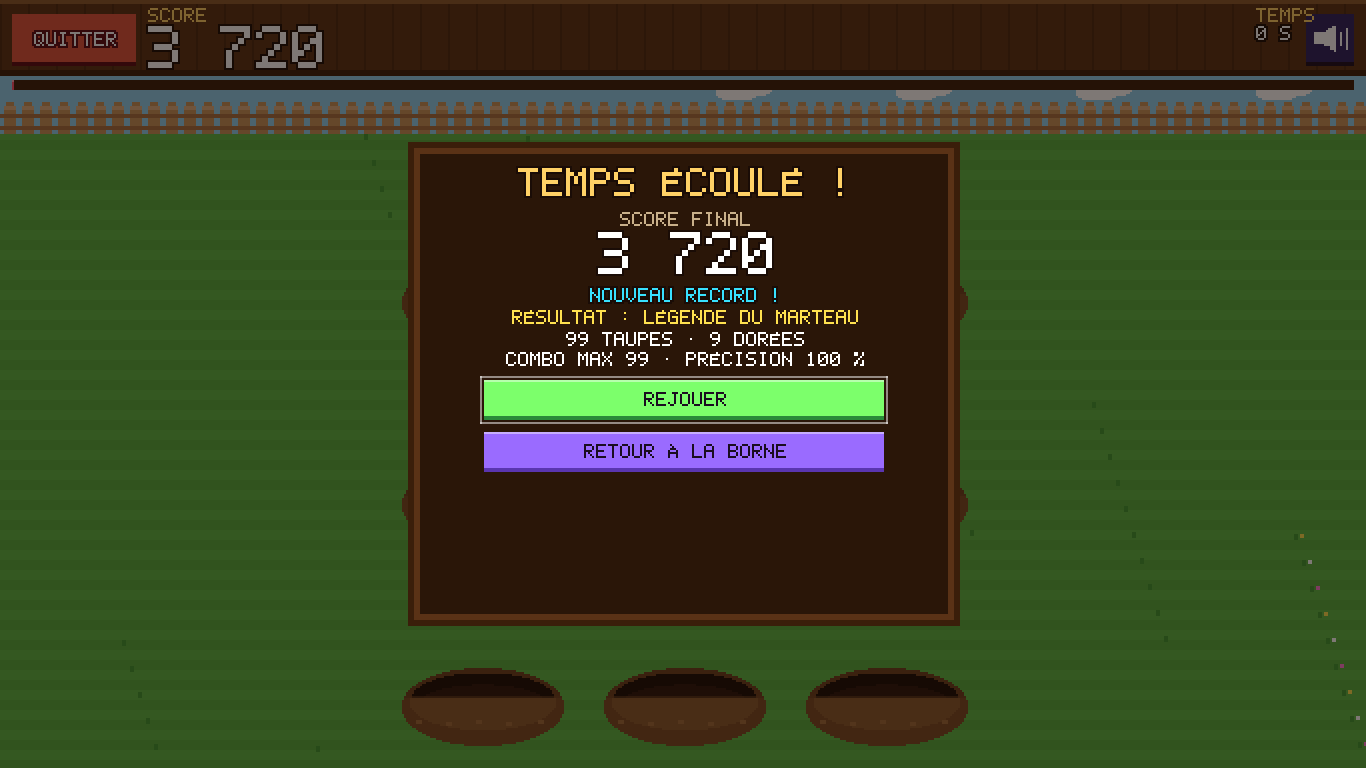 QUITTER
SCORE
3 720
TEMPS
0 S
TEMPS ÉCOULÉ !
SCORE FINAL
3 720
NOUVEAU RECORD !
RÉSULTAT : LÉGENDE DU MARTEAU
99 TAUPES · 9 DORÉES
COMBO MAX 99 · PRÉCISION 100 %
REJOUER
RETOUR À LA BORNE